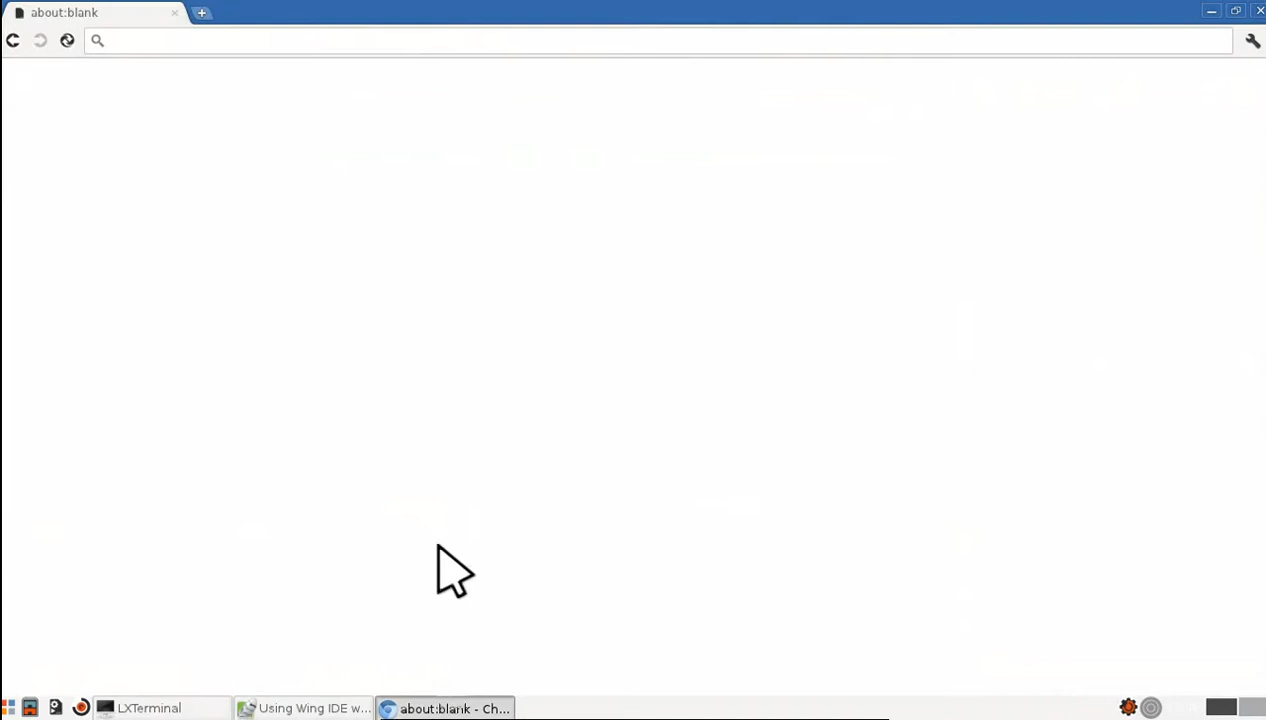 about:blank
LXTerminal
Using Wing IDE w...
about:blank - Ch...